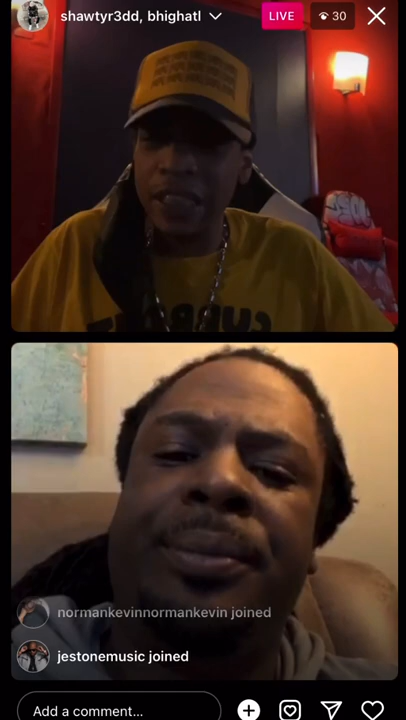 shawtyr3dd, bhighatl
LIVE
30
normankevinnormankevin joined
jestonemusic joined
Add a comment...